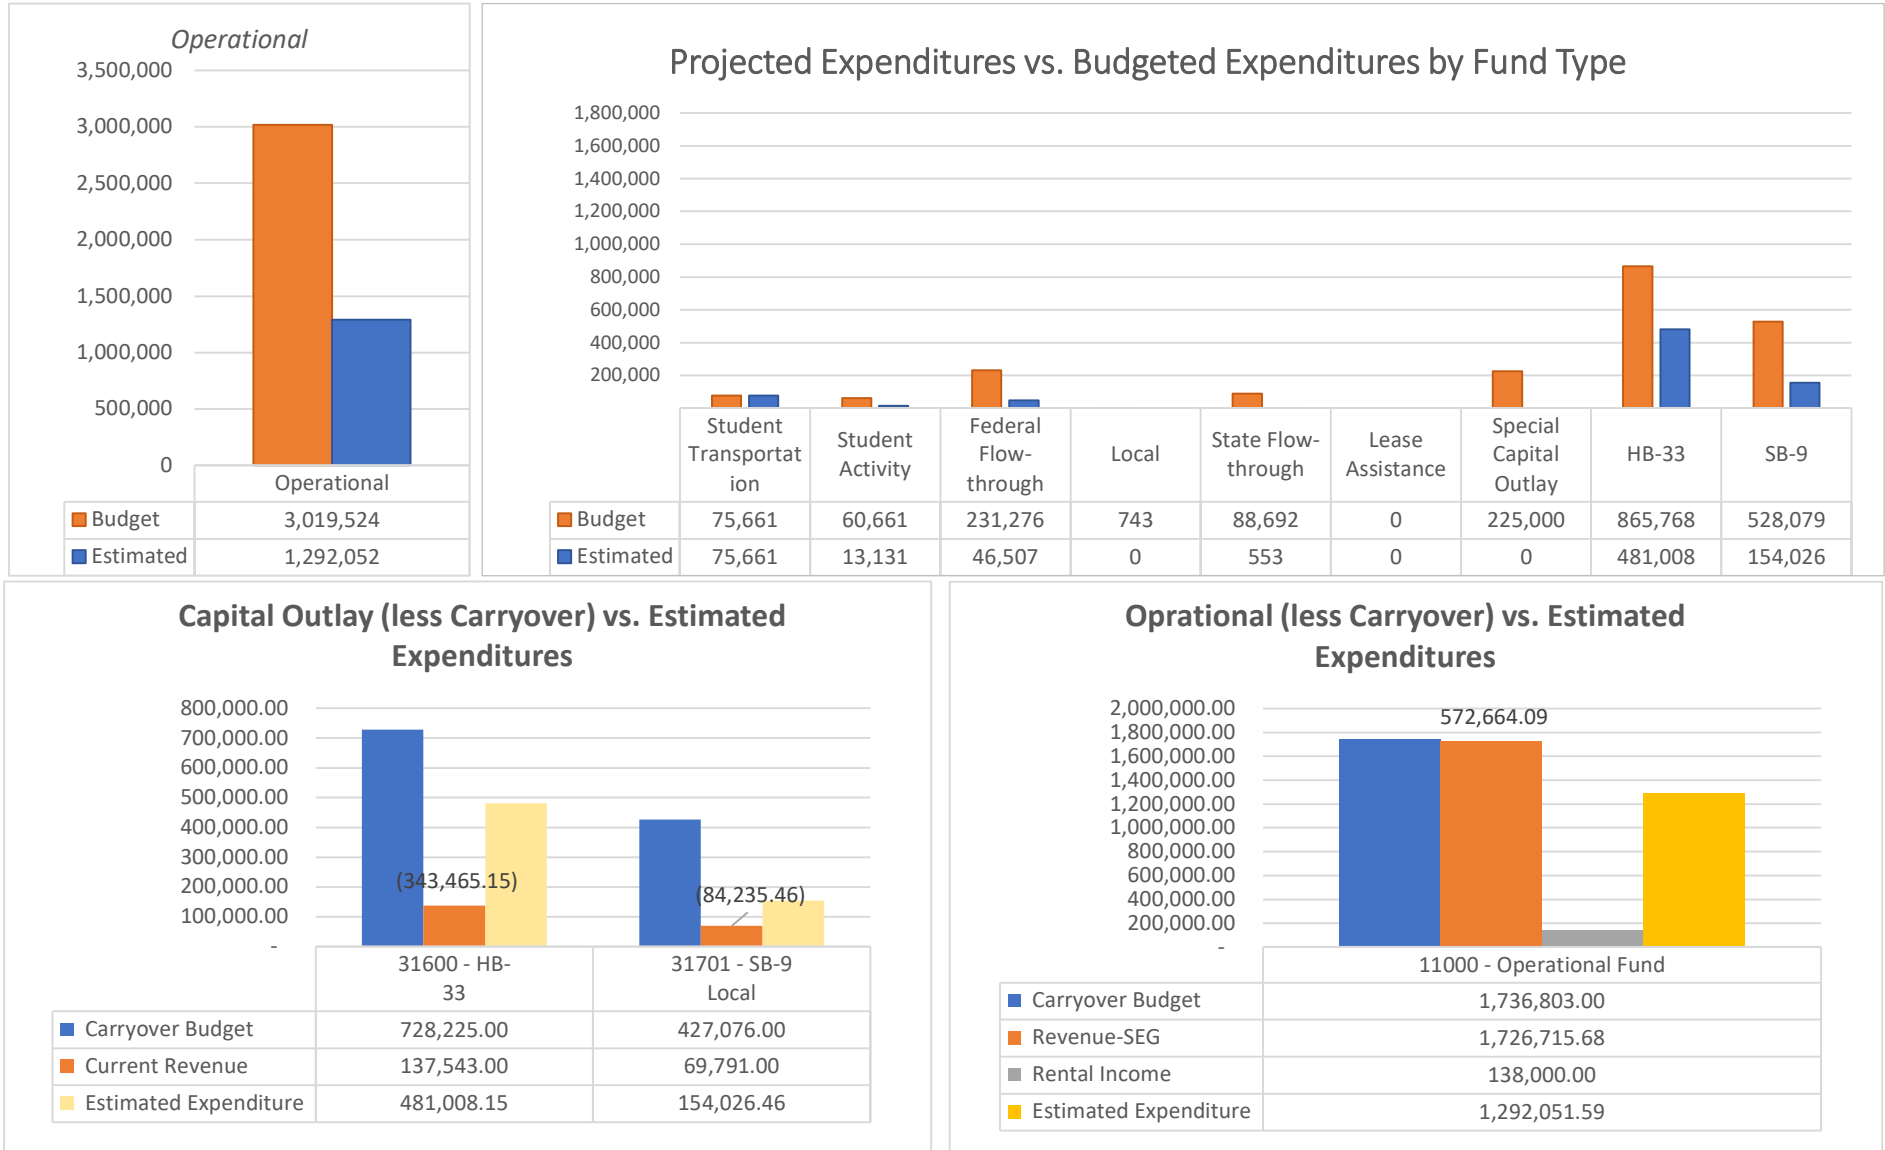 Operational
3,500,000
3,000,000
2,500,000
2,000,000
1,500,000
1,000,000
500,000
0
Operational
Budget 3,019,524
Estimated 1,292,052
Projected Expenditures vs. Budgeted Expenditures by Fund Type
1,800,000
1,600,000
1,400,000
1,200,000
1,000,000
800,000
600,000
400,000
200,000
Student
Transportat
ion
Student
Activity
Federal
Flow-
through
Local
State Flow-
through
Lease
Assistance
Special
Capital
Outlay
HB-33
SB-9
Budget 75,661 60,661 231,276 743 88,692 0 225,000 865,768 528,079
Estimated 75,661 13,131 46,507 0 553 0 0 481,008 154,026
Capital Outlay (less Carryover) vs. Estimated
Expenditures
800,000.00
700,000.00
600,000.00
500,000.00
400,000.00
300,000.00
200,000.00
100,000.00
-
(343,465.15)
(84,235.46)
31600 - HB-
33
31701 - SB-9
Local
Carryover Budget 728,225.00 427,076.00
Current Revenue 137,543.00 69,791.00
Estimated Expenditure 481,008.15 154,026.46
Oprational (less Carryover) vs. Estimated
Expenditures
2,000,000.00
1,800,000.00
1,600,000.00
1,400,000.00
1,200,000.00
1,000,000.00
800,000.00
600,000.00
400,000.00
200,000.00
-
572,664.09
11000 - Operational Fund
Carryover Budget 1,736,803.00
Revenue-SEG 1,726,715.68
Rental Income 138,000.00
Estimated Expenditure 1,292,051.59